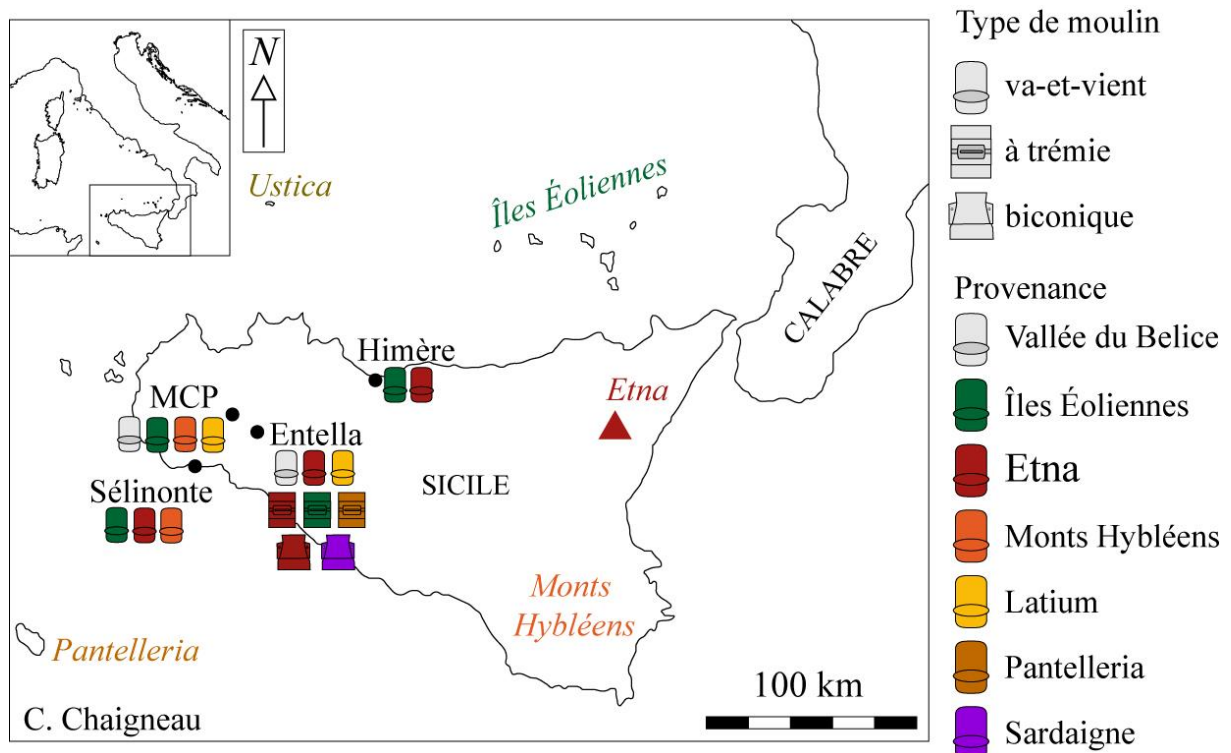 N
Ustica
Îles Éoliennes
CALABRE
Himère
Etna
MCP
Entella
SICILE
Sélinonte
Monts
Hybléens
Pantelleria
100 km
C. Chaigneau
Type de moulin
va-et-vient
à trémie
biconique
Provenance
Vallée du Belice
Îles Éoliennes
Etna
Monts Hybléens
Latium
Pantelleria
Sardaigne